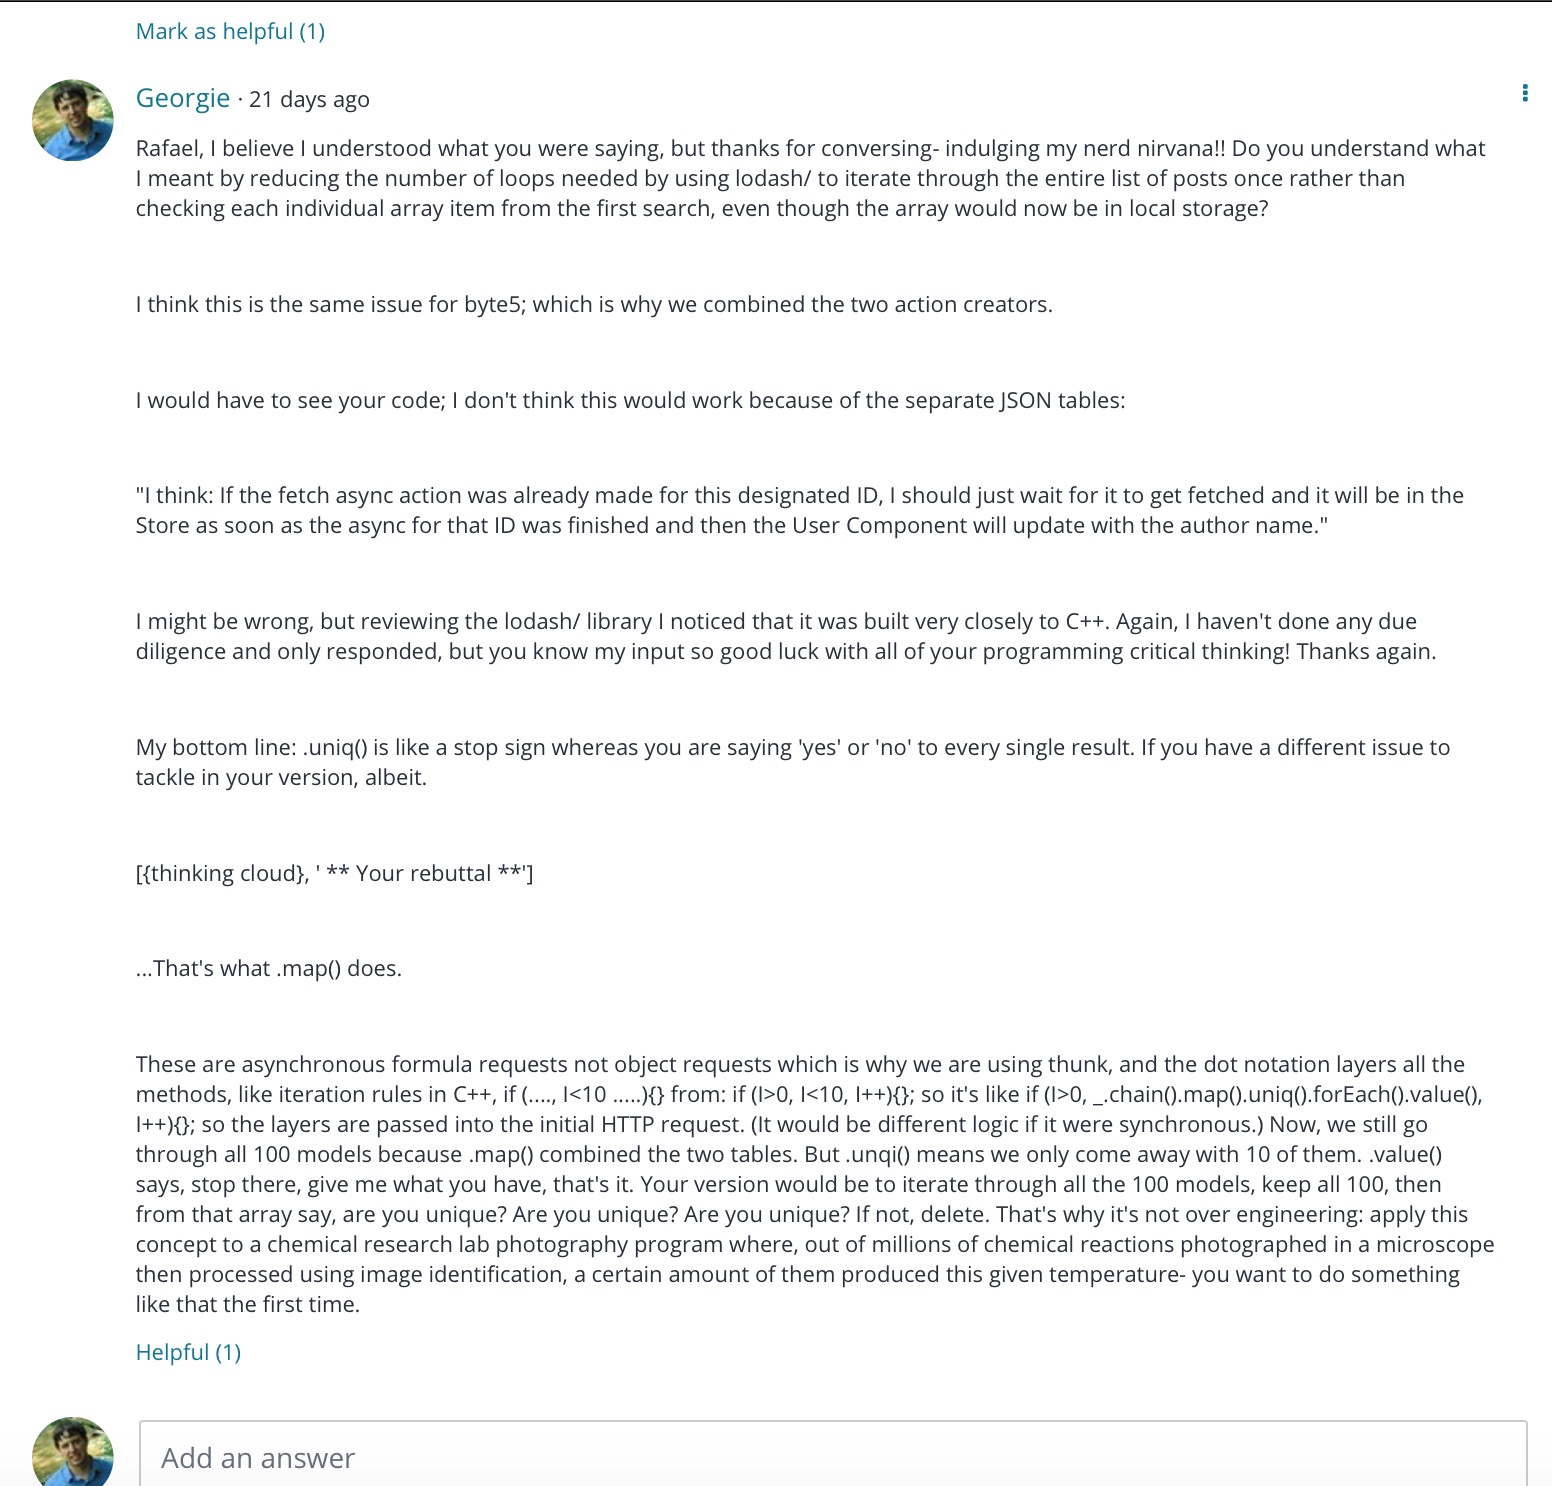 Mark as helpful (1)
Georgie · 21 days ago
Rafael, I believe I understood what you were saying, but thanks for conversing- indulging my nerd nirvana!! Do you understand what
I meant by reducing the number of loops needed by using lodash/ to iterate through the entire list of posts once rather than
checking each individual array item from the first search, even though the array would now be in local storage?
I think this is the same issue for byte5; which is why we combined the two action creators.
I would have to see your code; I don't think this would work because of the separate JSON tables:
"I think: If the fetch async action was already made for this designated ID, I should just wait for it to get fetched and it will be in the
Store as soon as the async for that ID was finished and then the User Component will update with the author name."
I might be wrong, but reviewing the lodash/ library I noticed that it was built very closely to C++. Again, I haven't done any due
diligence and only responded, but you know my input so good luck with all of your programming critical thinking! Thanks again.
My bottom line: .uniq() is like a stop sign whereas you are saying 'yes' or 'no' to every single result. If you have a different issue to
tackle in your version, albeit.
[{thinking cloud}, ' ** Your rebuttal **']
...That's what .map() does.
These are asynchronous formula requests not object requests which is why we are using thunk, and the dot notation layers all the
methods, like iteration rules in C++, if (...., I<10 .....){} from: if (I>0, I<10, I++){}; so it's like if (I>0, _.chain().map().uniq().forEach().value(),
I++){}; so the layers are passed into the initial HTTP request. (It would be different logic if it were synchronous.) Now, we still go
through all 100 models because .map() combined the two tables. But .unqi() means we only come away with 10 of them. .value()
says, stop there, give me what you have, that's it. Your version would be to iterate through all the 100 models, keep all 100, then
from that array say, are you unique? Are you unique? Are you unique? If not, delete. That's why it's not over engineering: apply this
concept to a chemical research lab photography program where, out of millions of chemical reactions photographed in a microscope
then processed using image identification, a certain amount of them produced this given temperature- you want to do something
like that the first time.
Helpful (1)
Add an answer